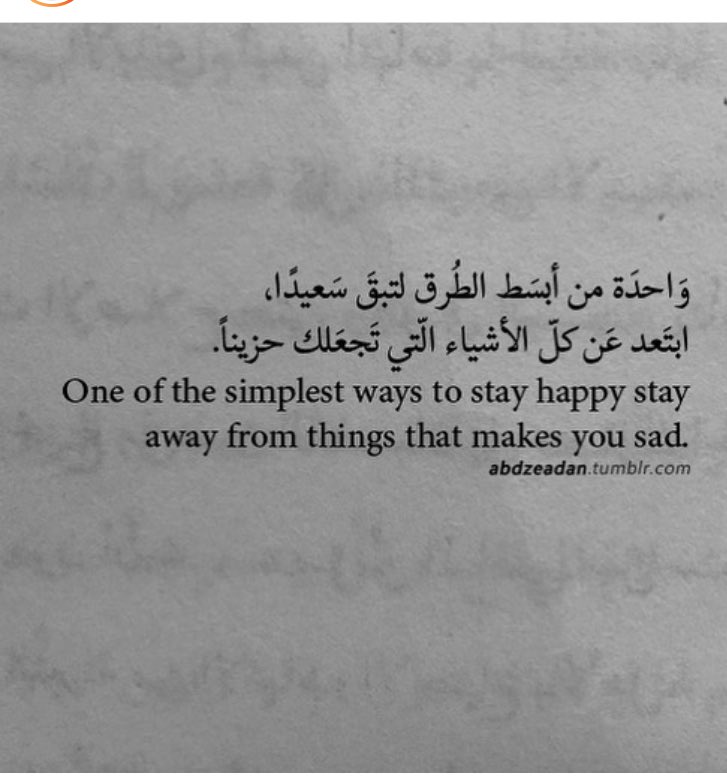 وَاحدَة من أبسَط الطُرق لتبقَ سَعيدًا،
ابتَعد عَن كلّ الأشياء الّتي تَجعَلك حزيناً.
One of the simplest ways to stay happy stay
away from things that makes you sad.
abdzeadan.tumblr.com